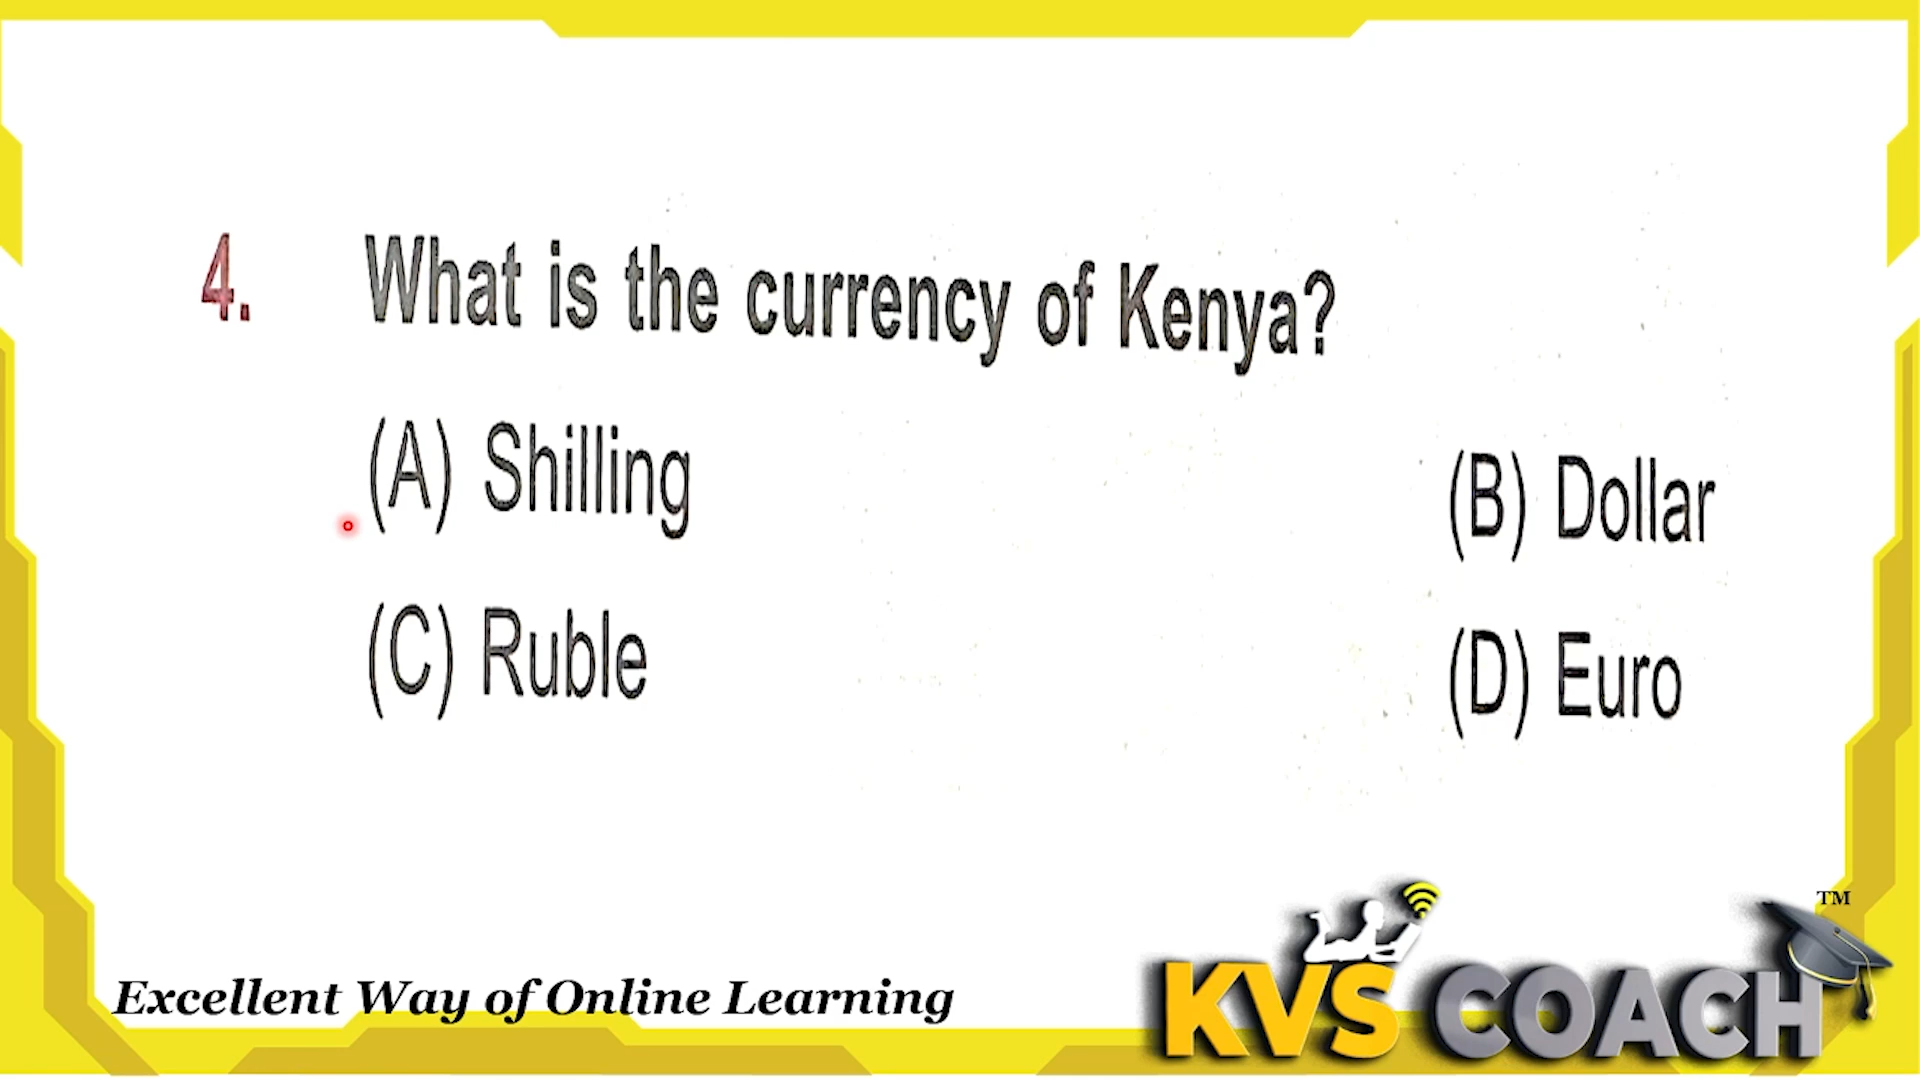 4. What is the currency of Kenya?
(A) Shilling (B) Dollar
(C) Ruble (D) Euro
Excellent Way of Online Learning
KVS COACH TM